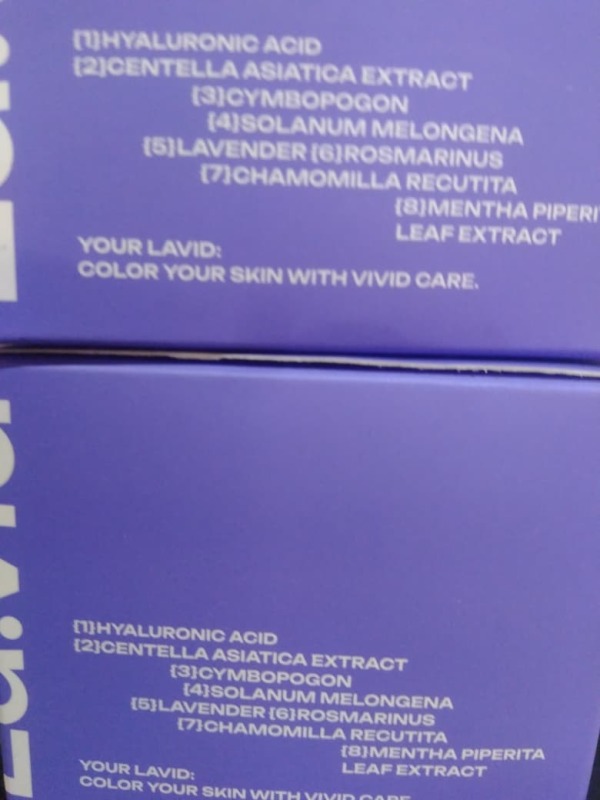 [1]HYALURONIC ACID
[2]CENTELLA ASIATICA EXTRACT
[3]CYMBOPOGON
[4]SOLANUM MELONGENA
[5]LAVENDER [6]ROSMARINUS
[7]CHAMOMILLA RECUTITA
[8]MENTHA PIPERI
LEAF EXTRACT
YOUR LAVID:
COLOR YOUR SKIN WITH VIVID CARE.
[1]HYALURONIC ACID
[2]CENTELLA ASIATICA EXTRACT
[3]CYMBOPOGON
[4]SOLANUM MELONGENA
[5]LAVENDER [6]ROSMARINUS
[7]CHAMOMILLA RECUTITA
[8]MENTHA PIPERITA
LEAF EXTRACT
YOUR LAVID:
COLOR YOUR SKIN WITH VIVID CARE